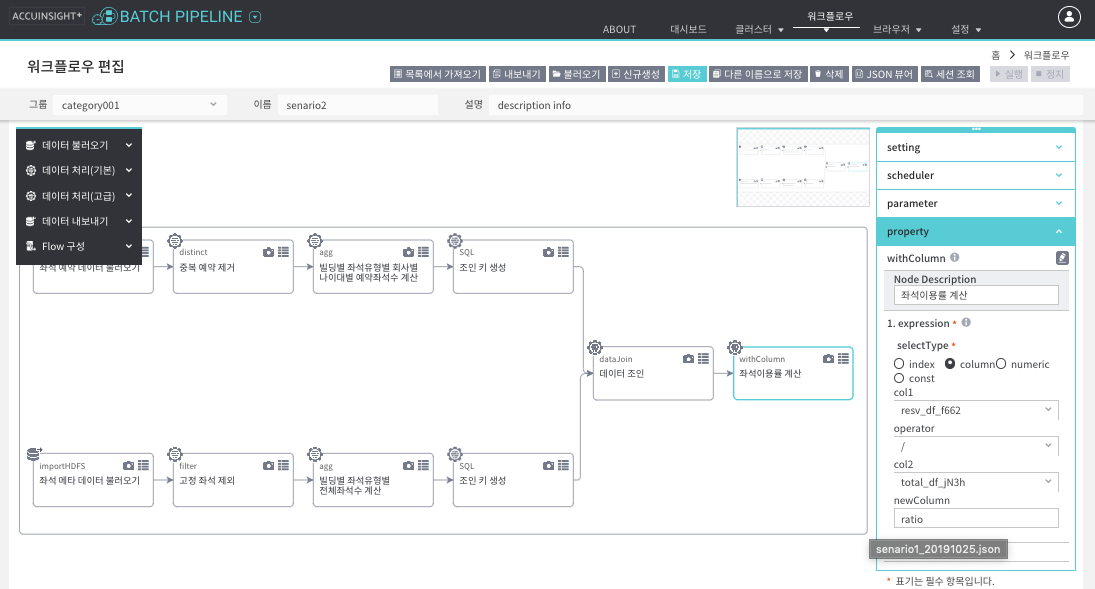 ACCUINSIGHT+
BATCH PIPELINE
ABOUT 대시보드 클러스터 워크플로우 브라우저 설정
워크플로우 편집
홈 > 워크플로우
목록에서 가져오기 내보내기 불러오기 신규생성 저장 다른 이름으로 저장 삭제 JSON 뷰어 세션 조회 실행 정지
그룹 category001 이름 senario2 설명 description info
데이터 불러오기
데이터 처리(기본)
데이터 처리(고급)
데이터 내보내기
Flow 구성
좌석 예약 데이터 불러오기
distinct
중복 예약 제거
agg
빌딩별 좌석유형별 회사별
나이대별 예약좌석수 계산
SQL
조인 키 생성
dataJoin
데이터 조인
withColumn
좌석이용률 계산
importHDFS
좌석 메타 데이터 불러오기
filter
고정 좌석 제외
agg
빌딩별 좌석유형별
전체좌석수 계산
SQL
조인 키 생성
setting
scheduler
parameter
property
withColumn
Node Description
좌석이용률 계산
1. expression *
selectType *
index column numeric
const
col1
resv_df_f662
operator
/
col2
total_df_jN3h
newColumn
ratio
senario1_20191025.json
* 표기는 필수 항목입니다.